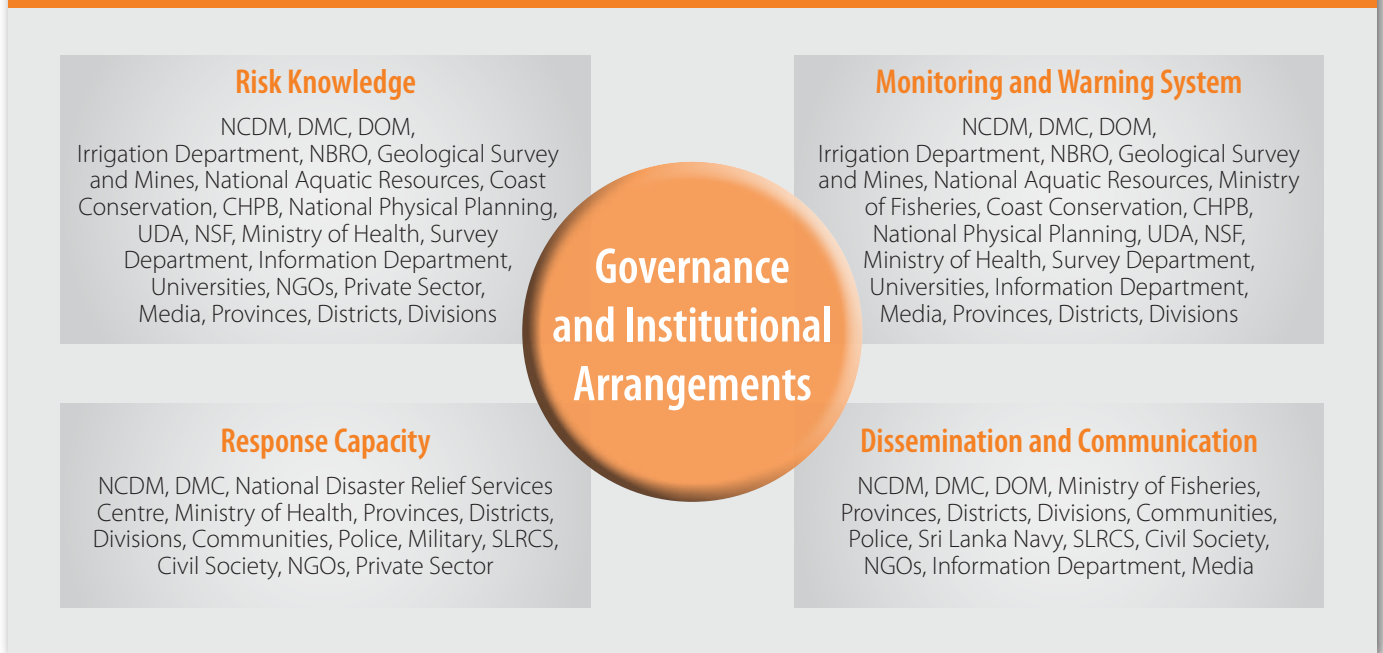 Risk Knowledge
NCDM, DMC, DOM,
Irrigation Department, NBRO, Geological Survey
and Mines, National Aquatic Resources, Coast
Conservation, CHPB, National Physical Planning,
UDA, NSF, Ministry of Health, Survey
Department, Information Department,
Universities, NGOs, Private Sector,
Media, Provinces, Districts, Divisions
Monitoring and Warning System
NCDM, DMC, DOM,
Irrigation Department, NBRO, Geological Survey
and Mines, National Aquatic Resources, Ministry
of Fisheries, Coast Conservation, CHPB,
National Physical Planning, UDA, NSF,
Ministry of Health, Survey Department,
Universities, Information Department,
Media, Provinces, Districts, Divisions
Governance
and Institutional
Arrangements
Response Capacity
NCDM, DMC, National Disaster Relief Services
Centre, Ministry of Health, Provinces, Districts,
Divisions, Communities, Police, Military, SLRCS,
Civil Society, NGOs, Private Sector
Dissemination and Communication
NCDM, DMC, DOM, Ministry of Fisheries,
Provinces, Districts, Divisions, Communities,
Police, Sri Lanka Navy, SLRCS, Civil Society,
NGOs, Information Department, Media